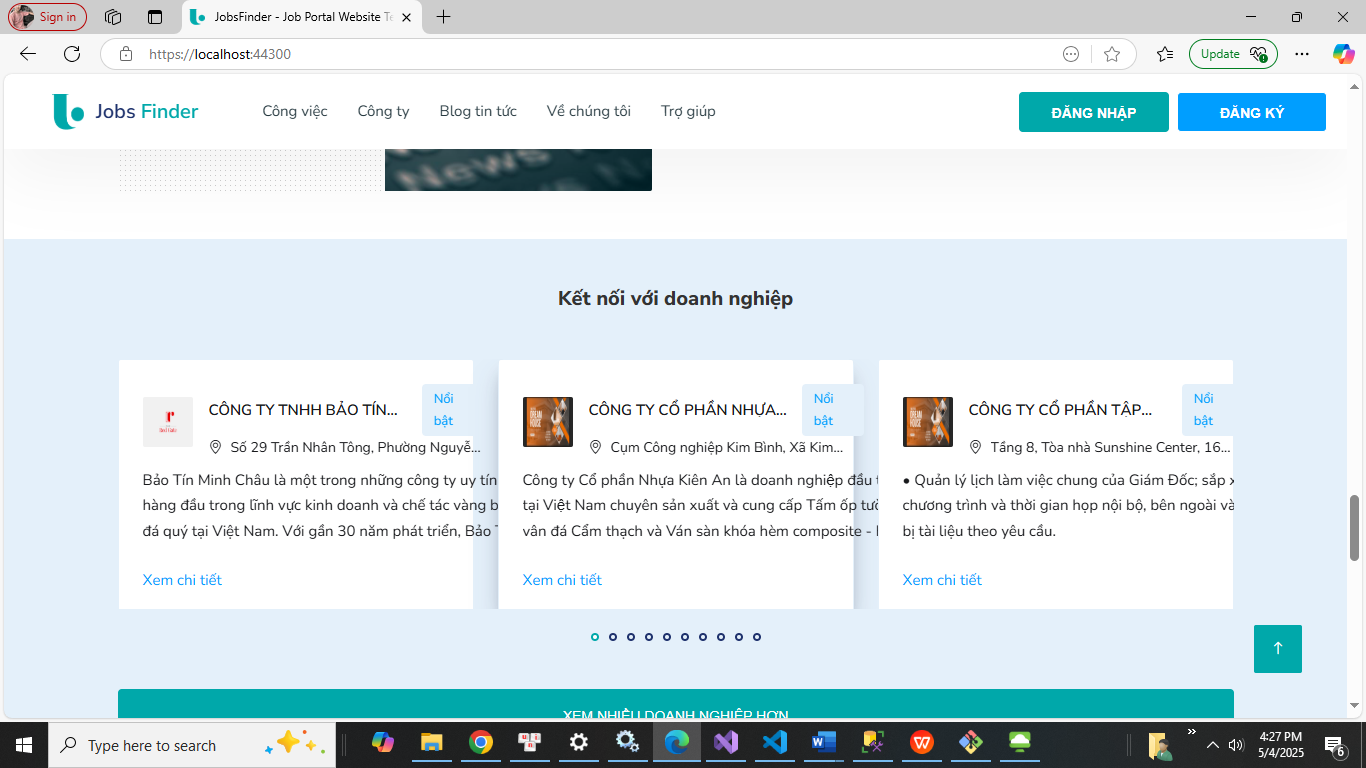 Sign in
JobsFinder - Job Portal Website Te
https://localhost:44300
Update
Jobs Finder
Công việc
Công ty
Blog tin tức
Về chúng tôi
Trợ giúp
ĐĂNG NHẬP
ĐĂNG KÝ
News
News
Kết nối với doanh nghiệp
CÔNG TY TNHH BẢO TÍN...
Nổi
bật
Số 29 Trần Nhân Tông, Phường Nguyễ...
Bảo Tín Minh Châu là một trong những công ty uy tín
hàng đầu trong lĩnh vực kinh doanh và chế tác vàng b
đá quý tại Việt Nam. Với gần 30 năm phát triển, Bảo T
Xem chi tiết
CÔNG TY CỔ PHẦN NHỰA...
Nổi
bật
Cụm Công nghiệp Kim Bình, Xã Kim...
Công ty Cổ phần Nhựa Kiên An là doanh nghiệp đầu t
tại Việt Nam chuyên sản xuất và cung cấp Tấm ốp tườ
vân đá Cẩm thạch và Ván sàn khóa hèm composite -
Xem chi tiết
CÔNG TY CỔ PHẦN TẬP...
Nổi
bật
Tầng 8, Tòa nhà Sunshine Center, 16...
● Quản lý lịch làm việc chung của Giám Đốc; sắp x
chương trình và thời gian họp nội bộ, bên ngoài và
bị tài liệu theo yêu cầu.
Xem chi tiết
XEM NHIỀU DOANH NGHIỆP HƠN
Type here to search
4:27 PM
5/4/2025
6